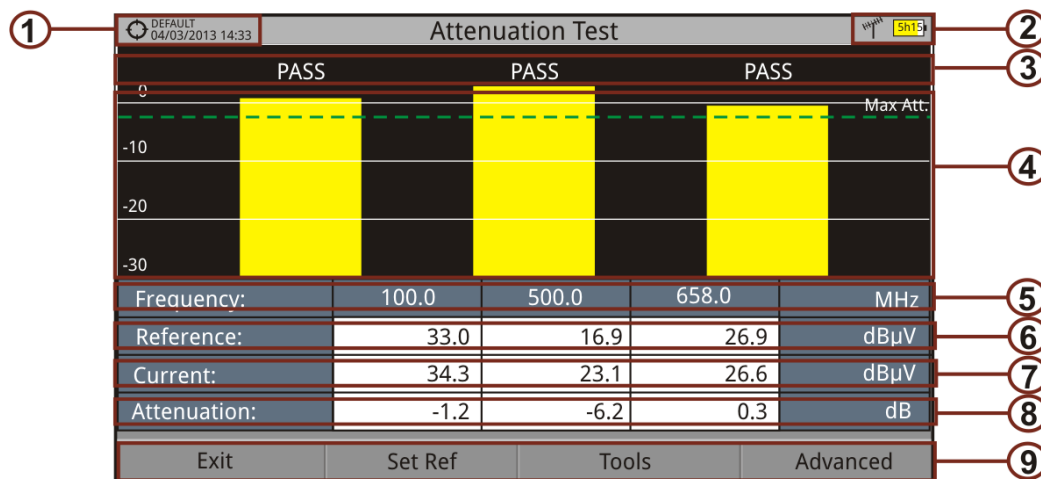 1
DEFAULT
04/03/2013 14:33
Attenuation Test
5h15
2
PASS PASS PASS
3
0
Max Att.
-10
4
-20
-30
Frequency: 100.0 500.0 658.0 MHz
5
Reference: 33.0 16.9 26.9 dBµV
6
Current: 34.3 23.1 26.6 dBµV
7
Attenuation: -1.2 -6.2 0.3 dB
8
Exit Set Ref Tools Advanced
9